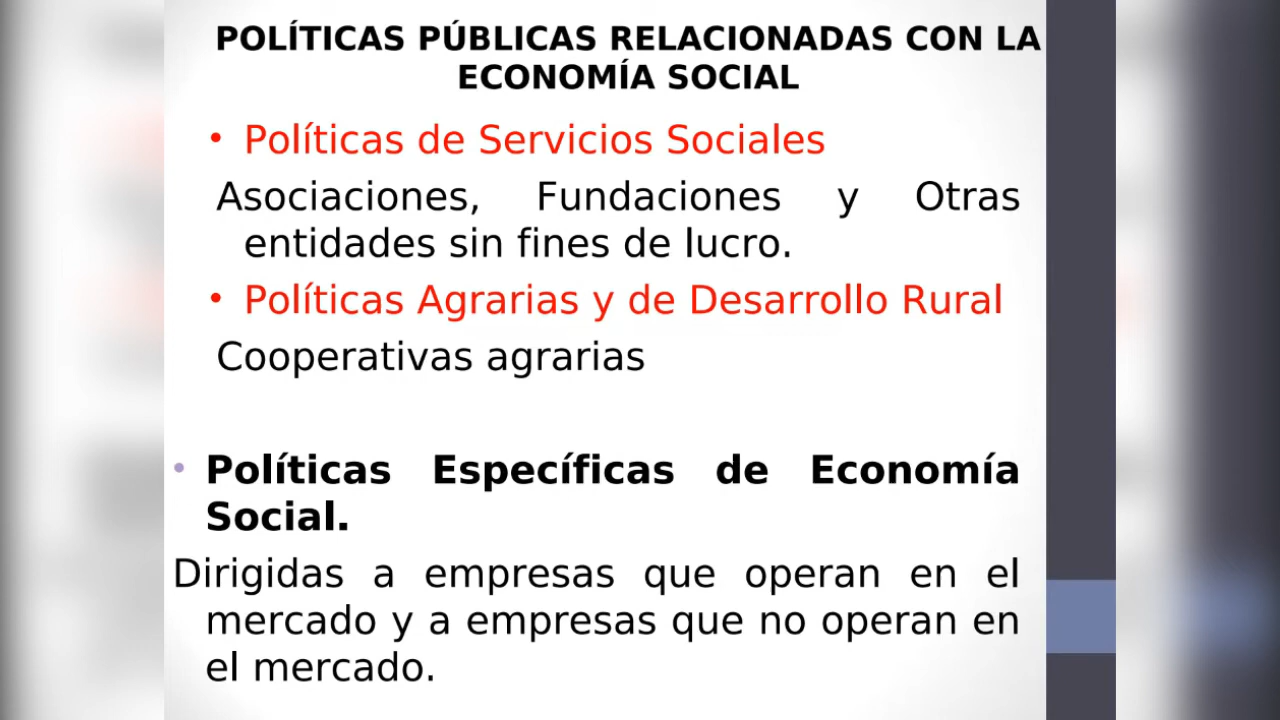 POLÍTICAS PÚBLICAS RELACIONADAS CON LA
ECONOMÍA SOCIAL
• Políticas de Servicios Sociales
Asociaciones, Fundaciones y Otras
entidades sin fines de lucro.
• Políticas Agrarias y de Desarrollo Rural
Cooperativas agrarias
• Políticas Específicas de Economía
Social.
Dirigidas a empresas que operan en el
mercado y a empresas que no operan en
el mercado.